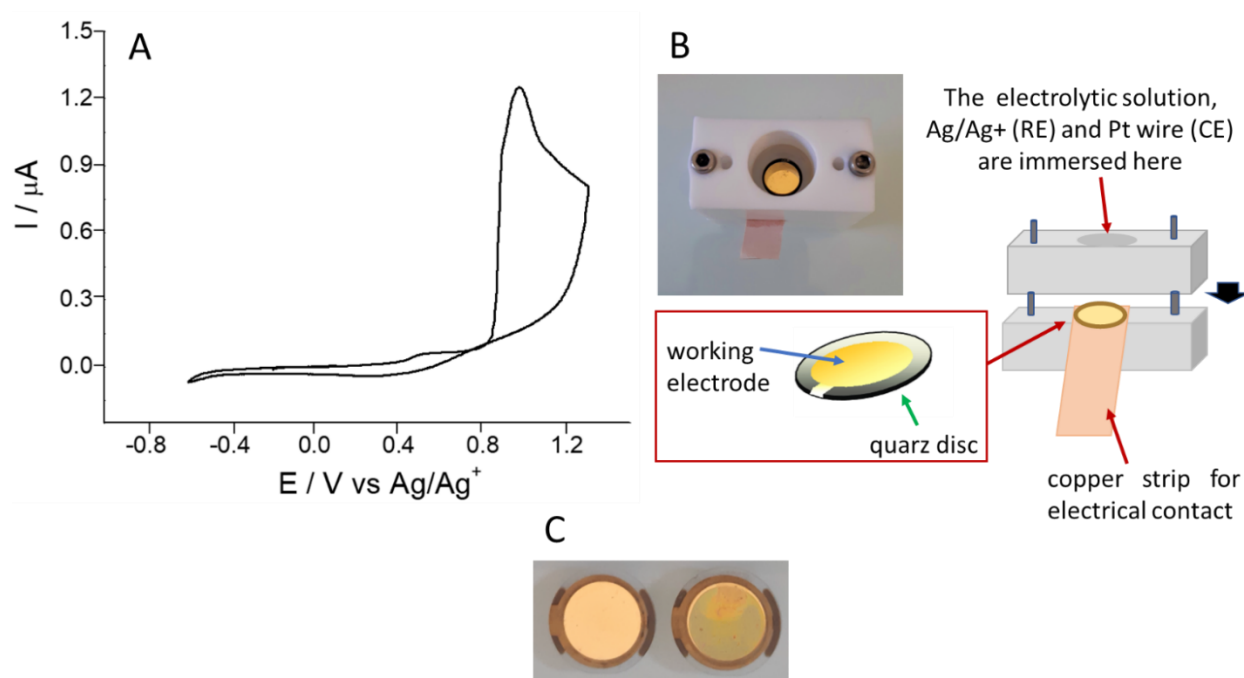 A
1.5
1.2
0.9
0.6
0.3
0.0
I / μA
-0.8
-0.4
0.0
0.4
0.8
1.2
E / V vs Ag/Ag⁺
B
The electrolytic solution,
Ag/Ag+ (RE) and Pt wire (CE)
are immersed here
working
electrode
quarz disc
copper strip for
electrical contact
C